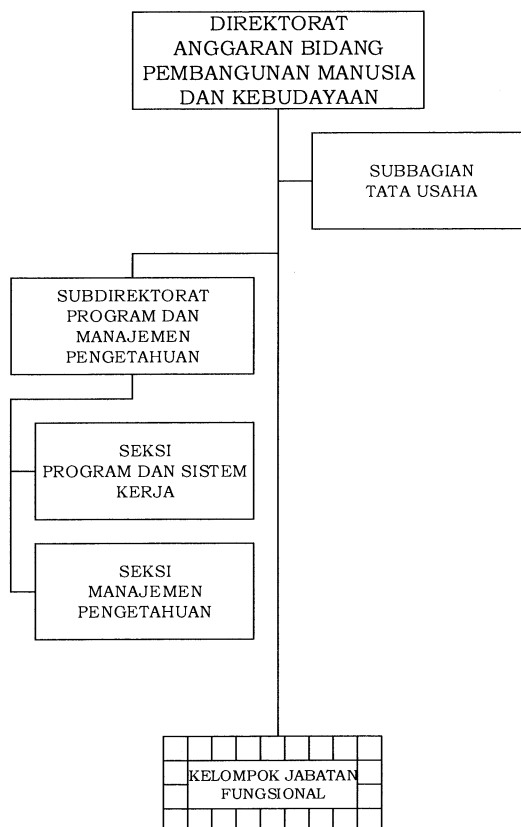 DIREKTORAT
ANGGARAN BIDANG
PEMBANGUNAN MANUSIA
DAN KEBUDAYAAN
SUBBAGIAN
TATA USAHA
SUBDIREKTORAT
PROGRAM DAN
MANAJEMEN
PENGETAHUAN
SEKSI
PROGRAM DAN SISTEM
KERJA
SEKSI
MANAJEMEN
PENGETAHUAN
KELOMPOK JABATAN
FUNGSIONAL